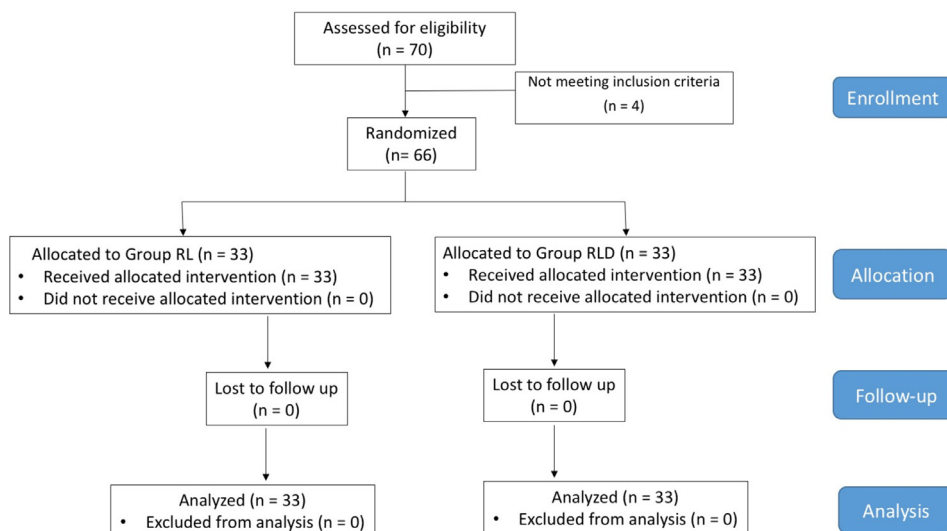 Assessed for eligibility
(n = 70)
Not meeting inclusion criteria
(n = 4)
Enrollment
Randomized
(n= 66)
Allocated to Group RL (n = 33)
• Received allocated intervention (n = 33)
• Did not receive allocated intervention (n = 0)
Allocated to Group RLD (n = 33)
• Received allocated intervention (n = 33)
• Did not receive allocated intervention (n = 0)
Allocation
Lost to follow up
(n = 0)
Lost to follow up
(n = 0)
Follow-up
Analyzed (n = 33)
• Excluded from analysis (n = 0)
Analyzed (n = 33)
• Excluded from analysis (n = 0)
Analysis